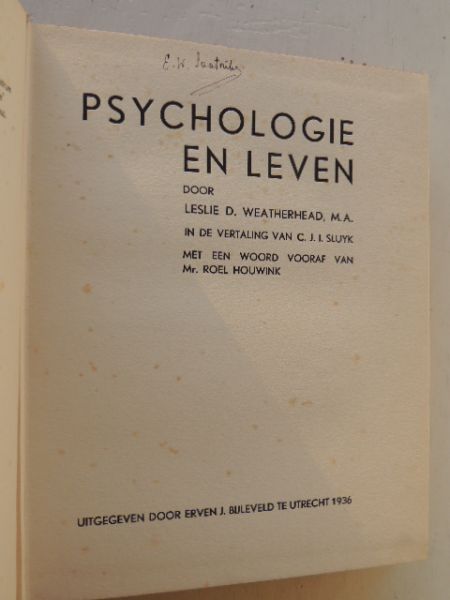 E. W.
PSYCHOLOGIE
EN LEVEN
DOOR
LESLIE D. WEATHERHEAD, M.A.
IN DE VERTALING VAN C. J. I. SLUYK
MET EEN WOORD VOORAF VAN
Mr. ROEL HOUWINK
UITGEGEVEN DOOR ERVEN J. BIJLEVELD TE UTRECHT 1936